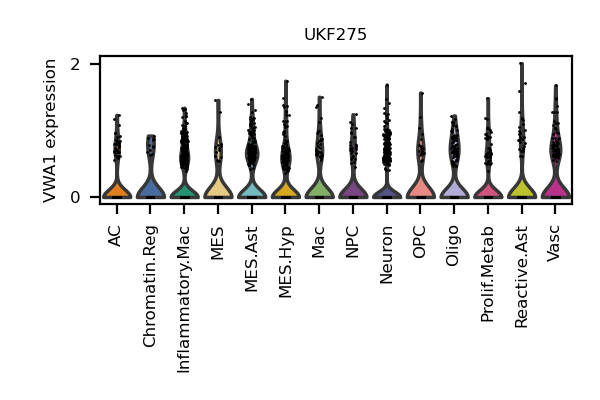 UKF275
VWA1 expression
2
0
AC
Chromatin.Reg
Inflammatory.Mac
MES
MES.Ast
MES.Hyp
Mac
NPC
Neuron
OPC
Oligo
Prolif.Metab
Reactive.Ast
Vasc